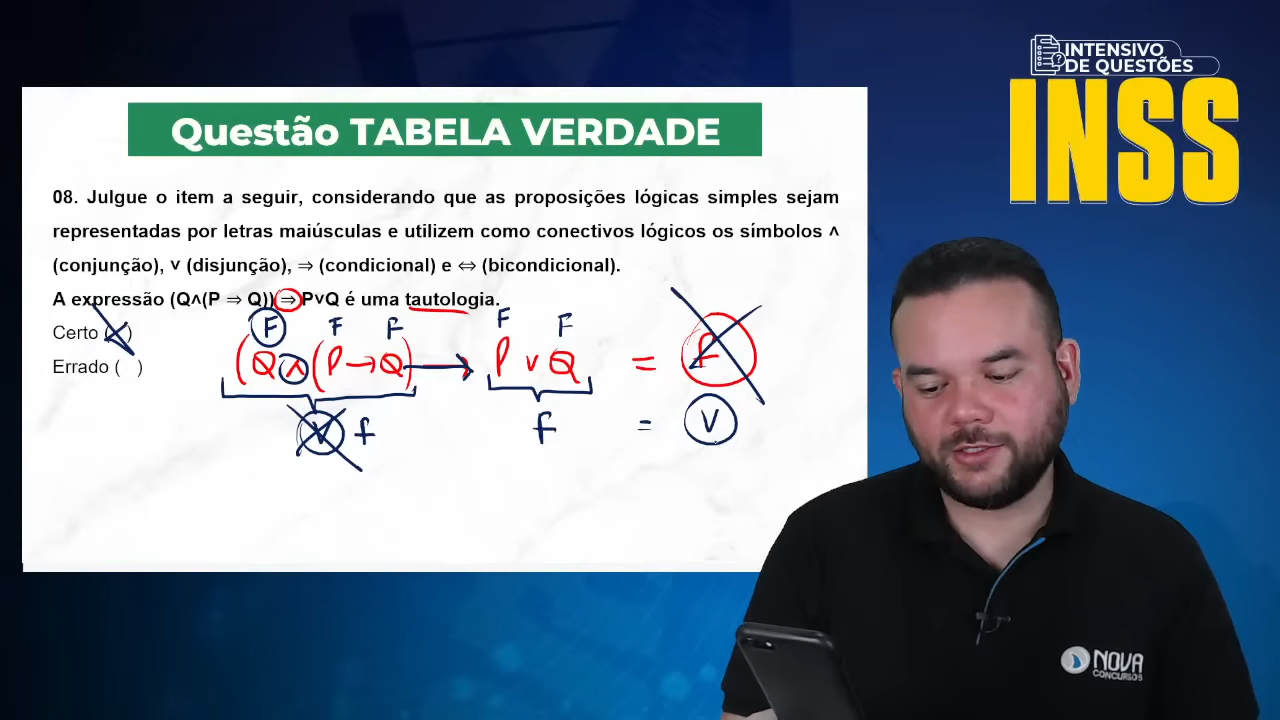 INTENSIVO
DE QUESTÕES
INSS
Questão TABELA VERDADE
08. Julgue o item a seguir, considerando que as proposições lógicas simples sejam
representadas por letras maiúsculas e utilizem como conectivos lógicos os símbolos ∧
(conjunção), ∨ (disjunção), ⇒ (condicional) e ⇔ (bicondicional).
A expressão (Q∧(P ⇒ Q)) ⇒ P∨Q é uma tautologia.
Certo ( )
Errado ( )
F F F F F
(Q ∧ (P → Q) → P ∨ Q = F
V f f = V
NOVA
CONCURSOS